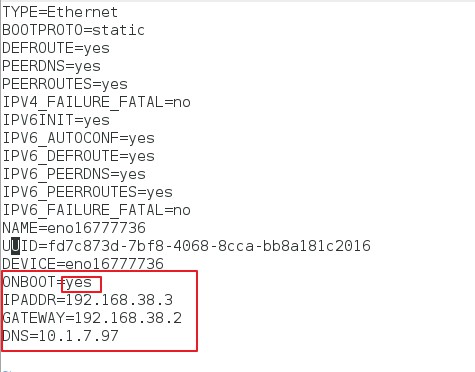 TYPE=Ethernet
BOOTPROTO=static
DEFROUTE=yes
PEERDNS=yes
PEERROUTES=yes
IPV4_FAILURE_FATAL=no
IPV6INIT=yes
IPV6_AUTOCONF=yes
IPV6_DEFROUTE=yes
IPV6_PEERDNS=yes
IPV6_PEERROUTES=yes
IPV6_FAILURE_FATAL=no
NAME=eno16777736
UUID=fd7c873d-7bf8-4068-8cca-bb8a181c2016
DEVICE=eno16777736
ONBOOT=yes
IPADDR=192.168.38.3
GATEWAY=192.168.38.2
DNS=10.1.7.97